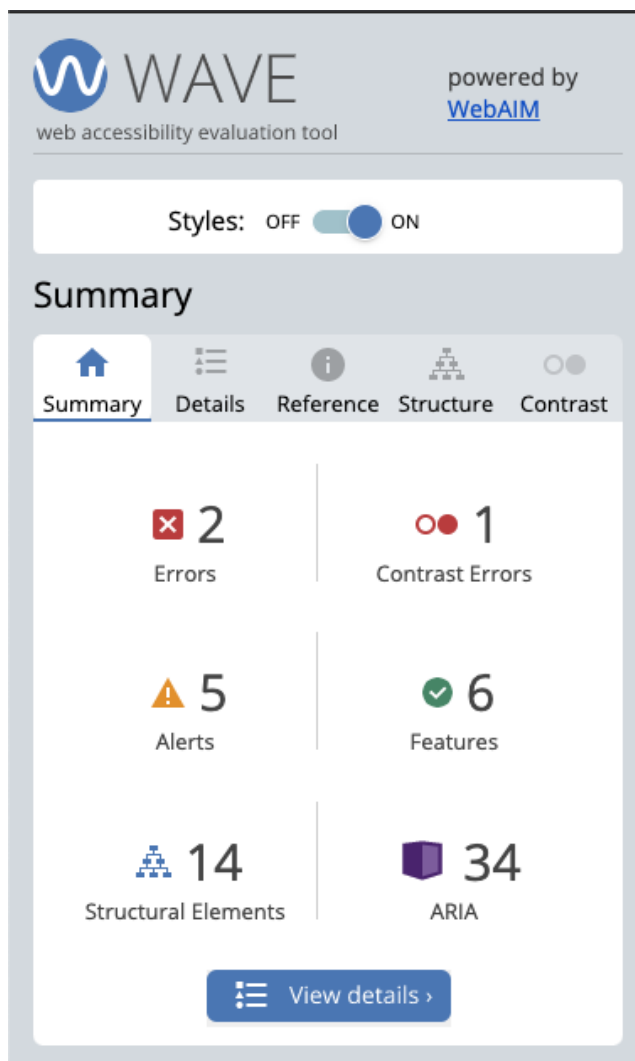 WAVE
powered by
WebAIM
web accessibility evaluation tool
Styles: OFF ON
Summary
Summary Details Reference Structure Contrast
2 1
Errors Contrast Errors
5 6
Alerts Features
14 34
Structural Elements ARIA
View details ›